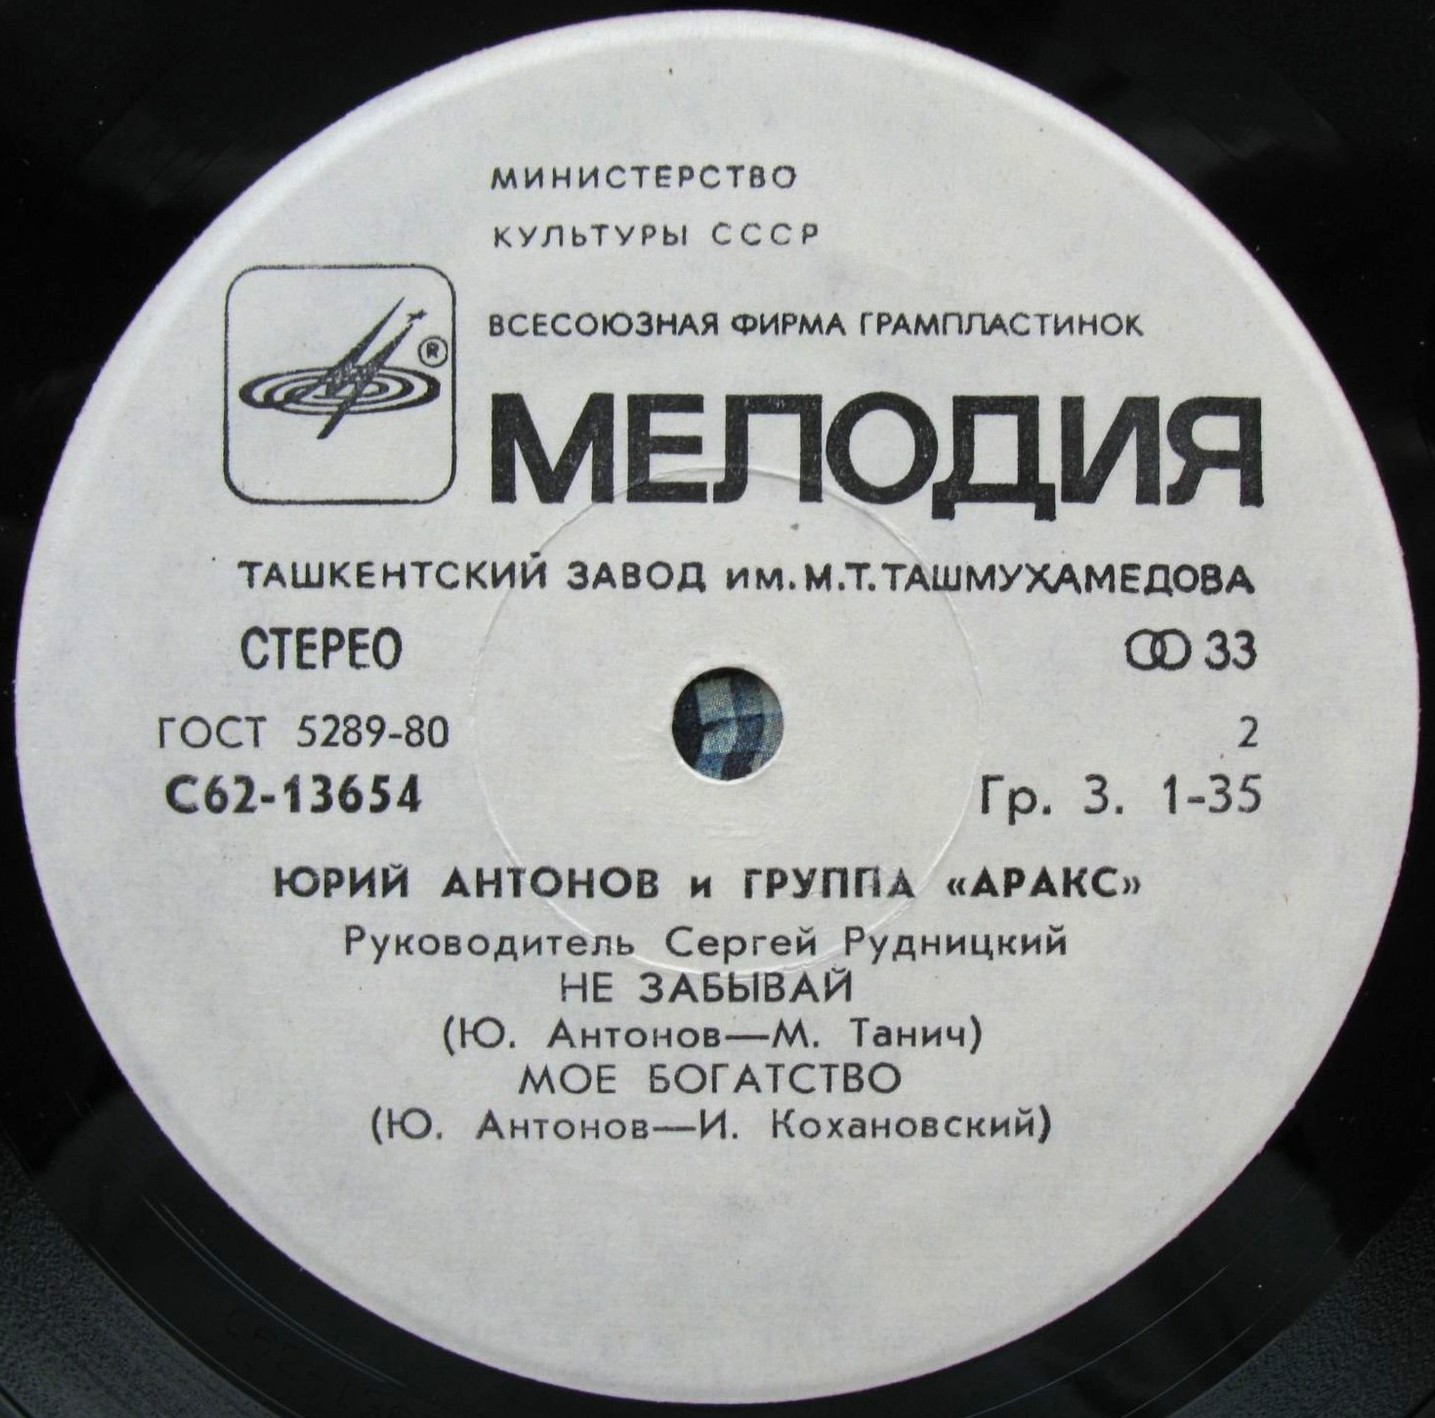 МИНИСТЕРСТВО
КУЛЬТУРЫ СССР
ВСЕСОЮЗНАЯ ФИРМА ГРАМПЛАСТИНОК
®
МЕЛОДИЯ
ТАШКЕНТСКИЙ ЗАВОД ИМ. М.Т. ТАШМУХАМЕДОВА
СТЕРЕО 33
ГОСТ 5289-80 2
С62-13654 Гр. 3. 1-35
ЮРИЙ АНТОНОВ и ГРУППА «АРАКС»
Руководитель Сергей Рудницкий
НЕ ЗАБЫВАЙ
(Ю. Антонов—М. Танич)
МОЕ БОГАТСТВО
(Ю. Антонов—И. Кохановский)